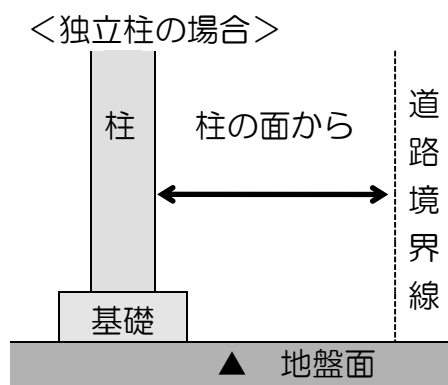 ＜独立柱の場合＞
柱
柱の面から
道路境界線
基礎
▲ 地盤面